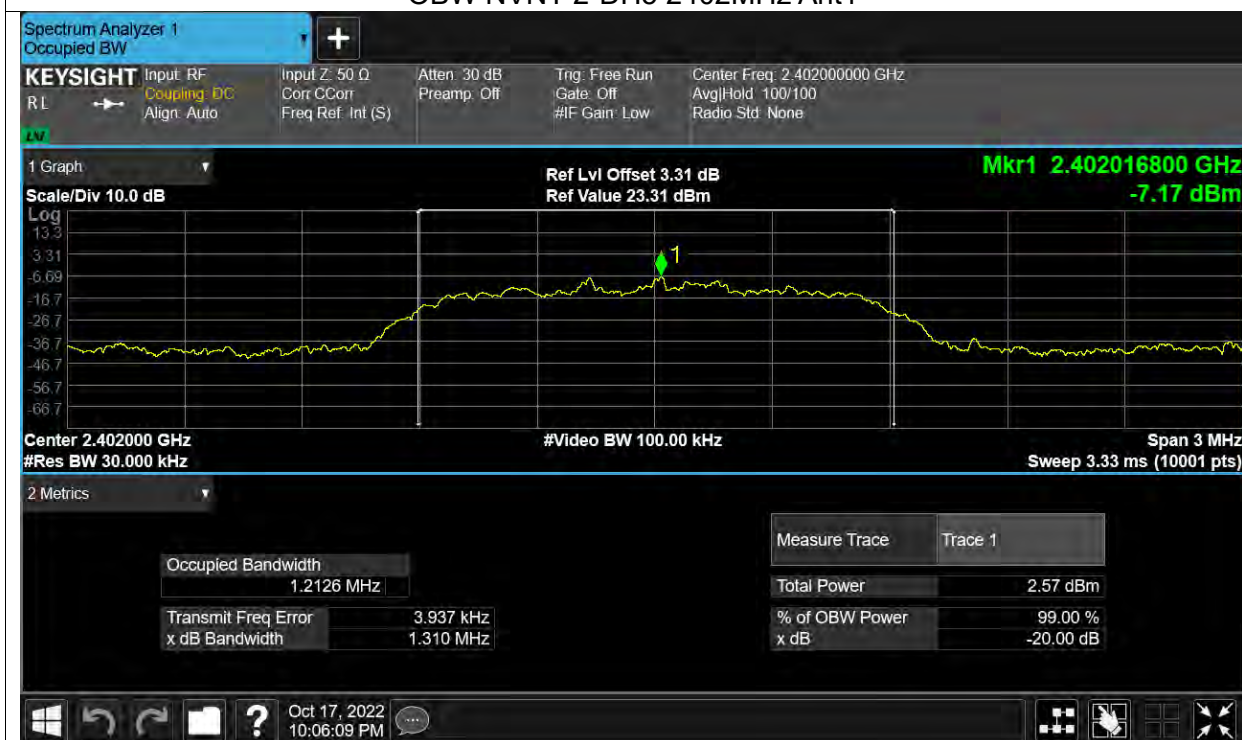 OBW NVNT 2-DH5 2402MHz Ant1
Spectrum Analyzer 1
Occupied BW
KEYSIGHT
RL
Input: RF
Coupling: DC
Align: Auto
Input Z: 50 Ω
Corr CCorr
Freq Ref: Int (S)
Atten: 30 dB
Preamp: Off
Trig: Free Run
Gate: Off
#IF Gain: Low
Center Freq: 2.402000000 GHz
Avg|Hold: 100/100
Radio Std: None
1 Graph
Scale/Div 10.0 dB
Ref Lvl Offset 3.31 dB
Ref Value 23.31 dBm
Mkr1 2.402016800 GHz
-7.17 dBm
Log
13.3
3.31
-6.69
-16.7
-26.7
-36.7
-46.7
-56.7
-66.7
1
Center 2.402000 GHz
#Res BW 30.000 kHz
#Video BW 100.00 kHz
Span 3 MHz
Sweep 3.33 ms (10001 pts)
2 Metrics
Measure Trace Trace 1
Occupied Bandwidth
1.2126 MHz
Total Power 2.57 dBm
Transmit Freq Error 3.937 kHz
% of OBW Power 99.00 %
x dB Bandwidth 1.310 MHz
x dB -20.00 dB
?
Oct 17, 2022
10:06:09 PM